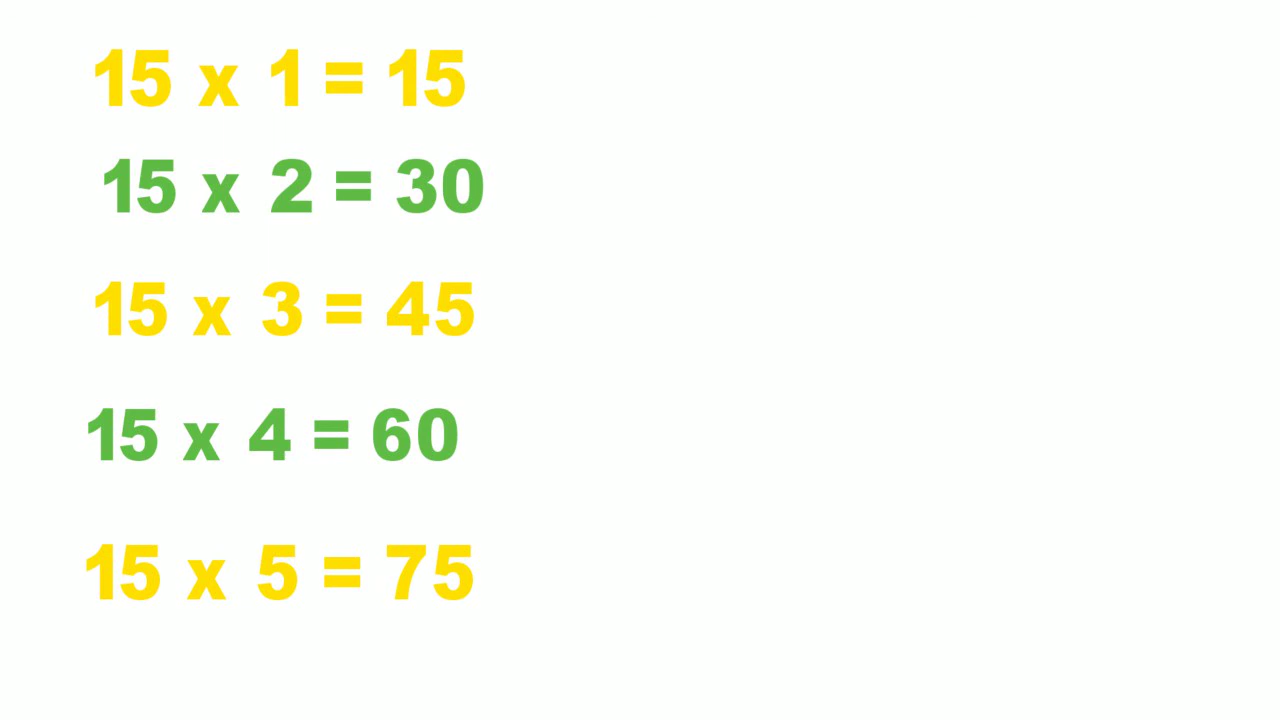 15 x 1 = 15
15 x 2 = 30
15 x 3 = 45
15 x 4 = 60
15 x 5 = 75